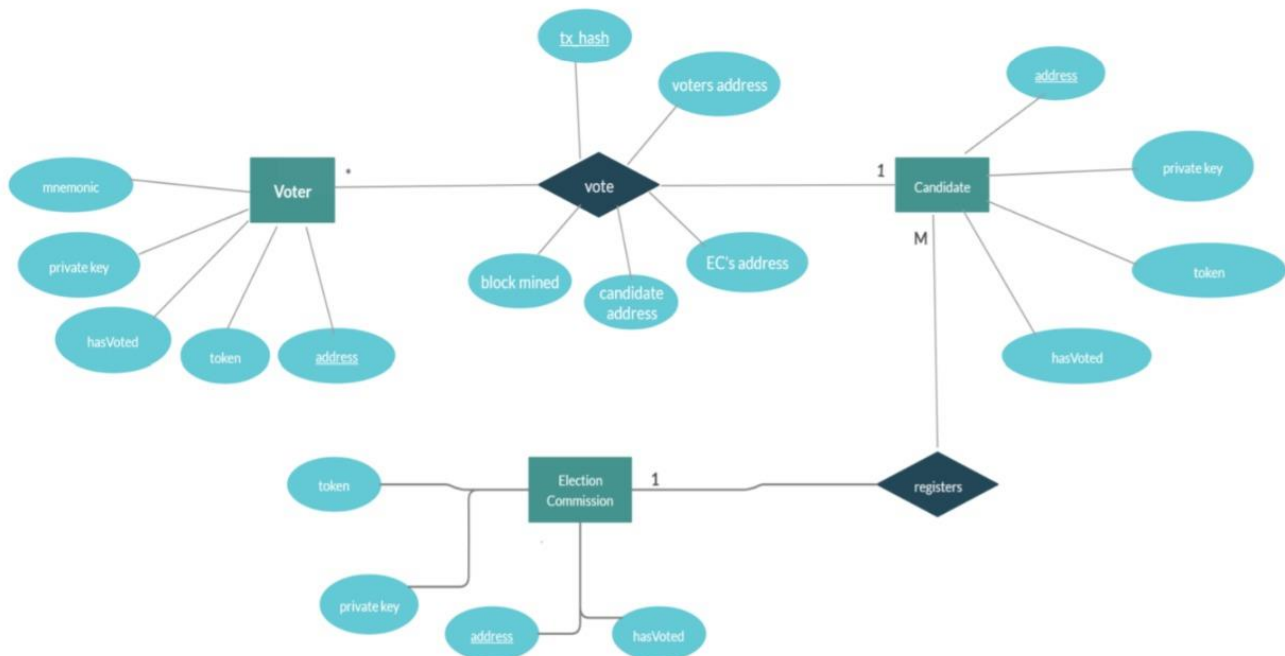 tx_hash
voters address
address
mnemonic
Voter
*
vote
1
Candidate
private key
private key
M
EC's address
block mined
candidate
address
token
hasVoted
token
address
hasVoted
Election
Commission
1
token
registers
private key
address
hasVoted